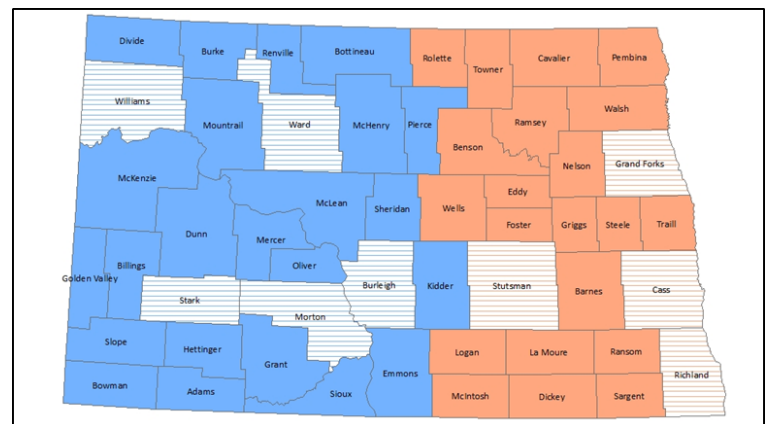 Divide
Burke
Renville
Bottineau
Rolette
Towner
Cavalier
Pembina
Williams
Mountrail
Ward
McHenry
Pierce
Benson
Ramsey
Walsh
Nelson
Grand Forks
McKenzie
Dunn
McLean
Mercer
Oliver
Sheridan
Wells
Eddy
Foster
Griggs
Steele
Traill
Golden Valley
Billings
Stark
Morton
Burleigh
Kidder
Stutsman
Barnes
Cass
Slope
Hettinger
Grant
Emmons
Logan
La Moure
Ransom
Richland
Bowman
Adams
Sioux
McIntosh
Dickey
Sargent